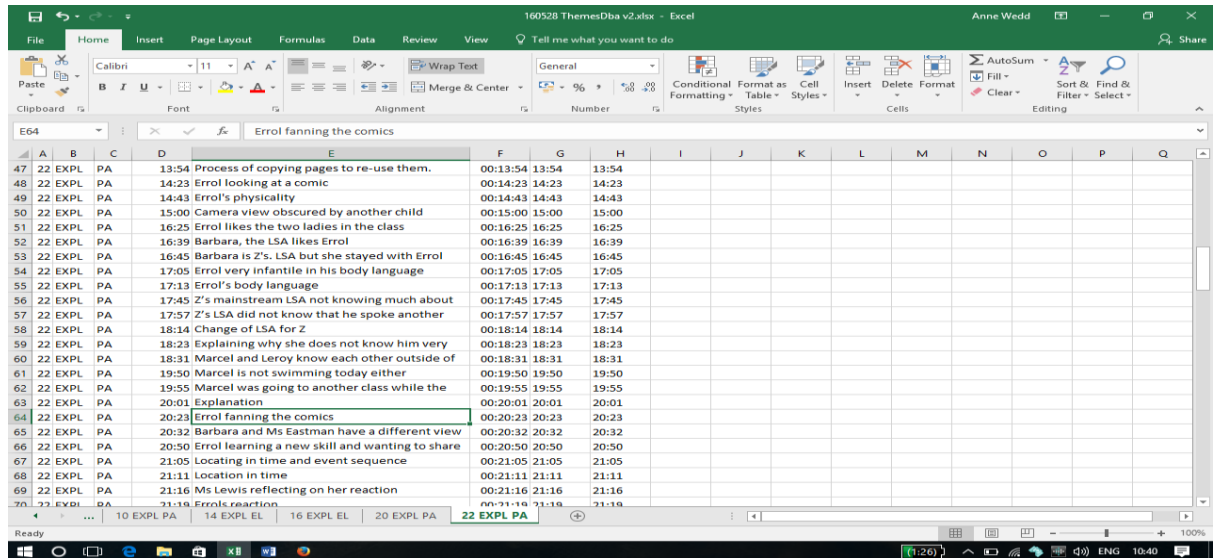 160528 ThemesDba v2.xlsx - Excel Anne Wedd
File Home Insert Page Layout Formulas Data Review View Tell me what you want to do Share
Calibri 11 Wrap Text General AutoSum
Paste B I U Merge & Center % Conditional Format as Cell Insert Delete Format Fill Sort & Find &
Formatting Table Styles Clear Filter Select
Clipboard Font Alignment Number Styles Cells Editing
E64 fx Errol fanning the comics
A B C D E F G H I J K L M N O P Q
47 22 EXPL PA 13:54 Process of copying pages to re-use them. 00:13:54 13:54 13:54
48 22 EXPL PA 14:23 Errol looking at a comic 00:14:23 14:23 14:23
49 22 EXPL PA 14:43 Errol's physicality 00:14:43 14:43 14:43
50 22 EXPL PA 15:00 Camera view obscured by another child 00:15:00 15:00 15:00
51 22 EXPL PA 16:25 Errol likes the two ladies in the class 00:16:25 16:25 16:25
52 22 EXPL PA 16:39 Barbara, the LSA likes Errol 00:16:39 16:39 16:39
53 22 EXPL PA 16:45 Barbara is Z's. LSA but she stayed with Errol 00:16:45 16:45 16:45
54 22 EXPL PA 17:05 Errol very infantile in his body language 00:17:05 17:05 17:05
55 22 EXPL PA 17:13 Errol's body language 00:17:13 17:13 17:13
56 22 EXPL PA 17:45 Z's mainstream LSA not knowing much about 00:17:45 17:45 17:45
57 22 EXPL PA 17:57 Z's LSA did not know that he spoke another 00:17:57 17:57 17:57
58 22 EXPL PA 18:14 Change of LSA for Z 00:18:14 18:14 18:14
59 22 EXPL PA 18:23 Explaining why she does not know him very 00:18:23 18:23 18:23
60 22 EXPL PA 18:31 Marcel and Leroy know each other outside of 00:18:31 18:31 18:31
61 22 EXPL PA 19:50 Marcel is not swimming today either 00:19:50 19:50 19:50
62 22 EXPL PA 19:55 Marcel was going to another class while the 00:19:55 19:55 19:55
63 22 EXPL PA 20:01 Explanation 00:20:01 20:01 20:01
64 22 EXPL PA 20:23 Errol fanning the comics 00:20:23 20:23 20:23
65 22 EXPL PA 20:32 Barbara and Ms Eastman have a different view 00:20:32 20:32 20:32
66 22 EXPL PA 20:50 Errol learning a new skill and wanting to share 00:20:50 20:50 20:50
67 22 EXPL PA 21:05 Locating in time and event sequence 00:21:05 21:05 21:05
68 22 EXPL PA 21:11 Location in time 00:21:11 21:11 21:11
69 22 EXPL PA 21:16 Ms Lewis reflecting on her reaction 00:21:16 21:16 21:16
70 22 EXPL PA 21:19 Errols reaction 00:21:19 21:19 21:19
... 10 EXPL PA 14 EXPL EL 16 EXPL EL 20 EXPL PA 22 EXPL PA
Ready 100%
(1:26) ENG 10:40